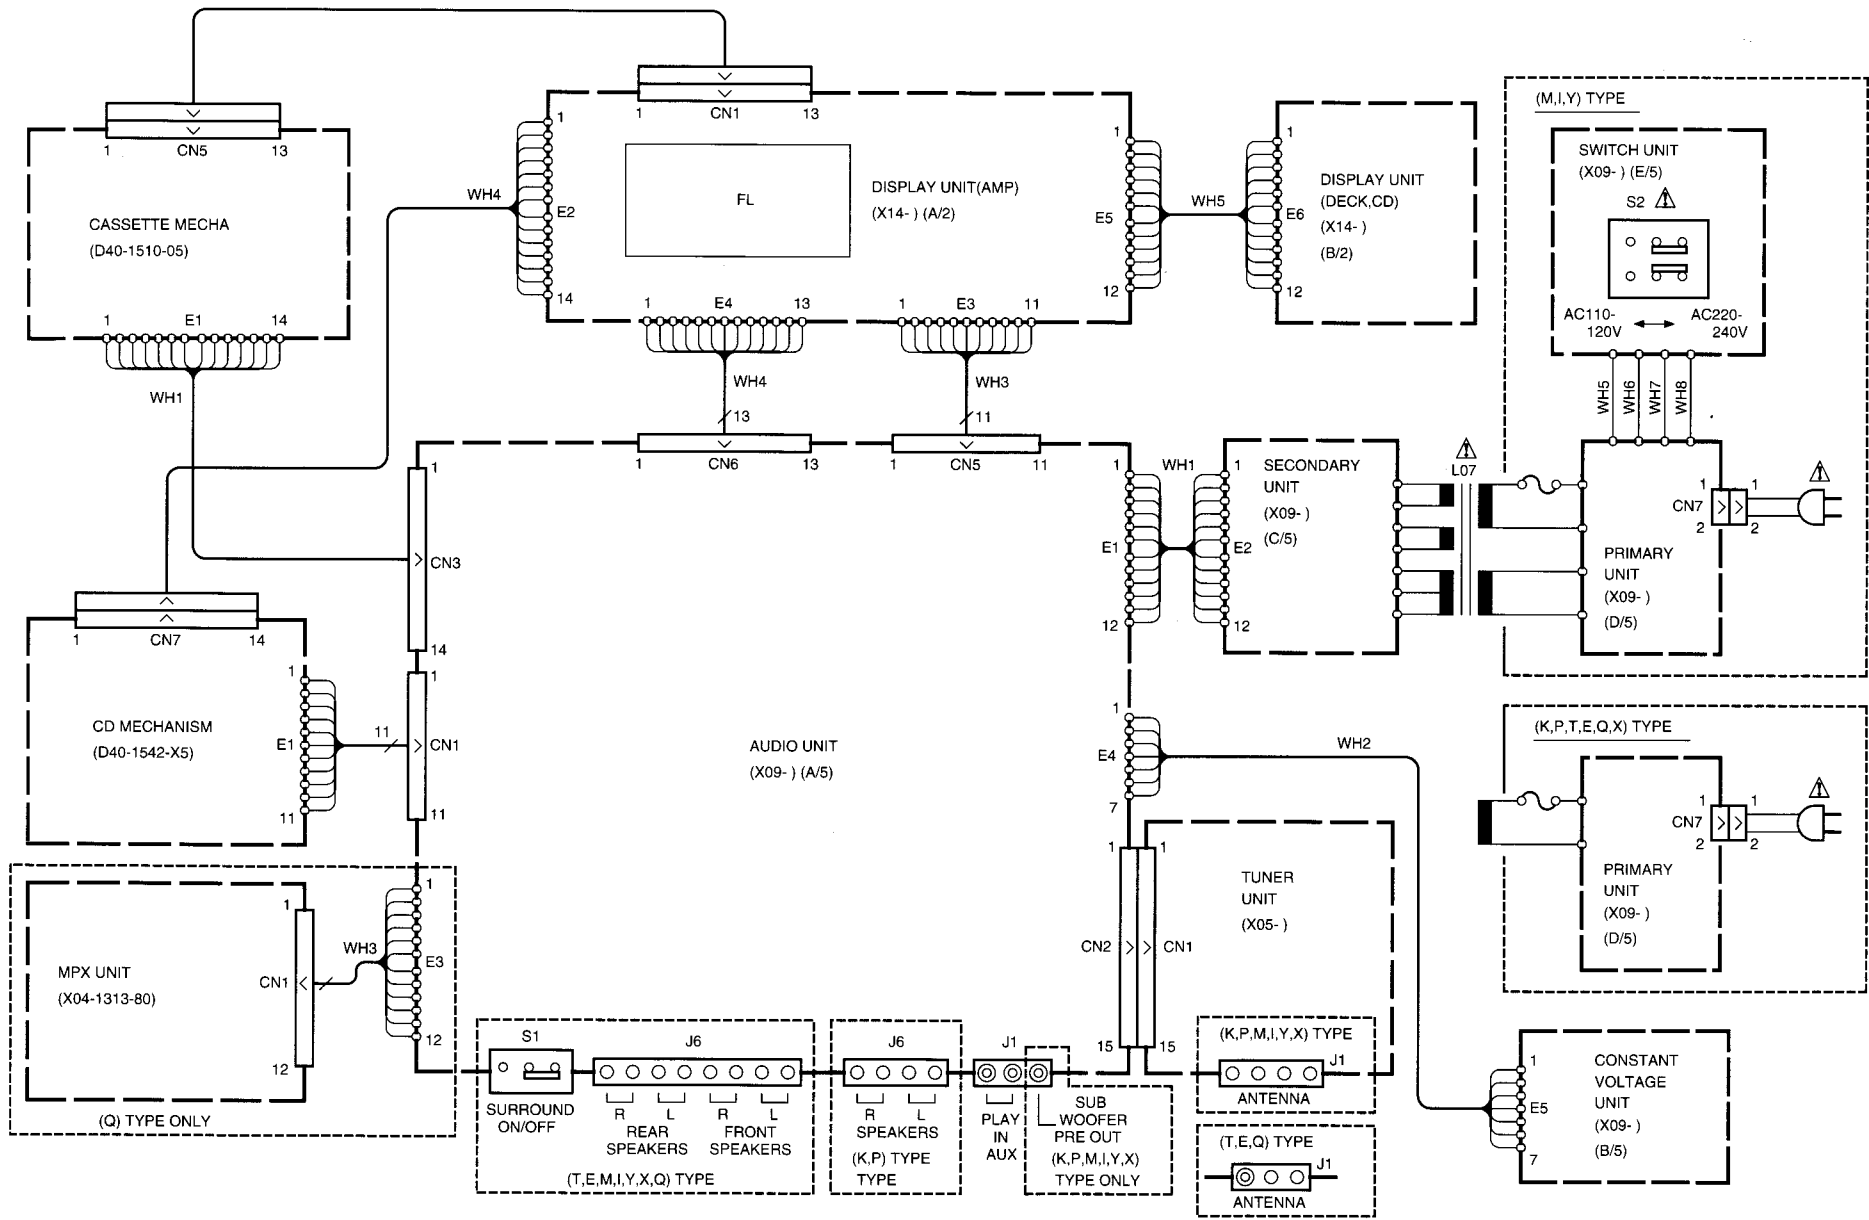 1 CN5 13
CASSETTE MECHA
(D40-1510-05)
1 E1 14
WH1
1 CN1 13
WH4
1
E2
14
FL
DISPLAY UNIT(AMP)
(X14- ) (A/2)
1
E5
12
1 E4 13
1 E3 11
WH5
1
E6
12
DISPLAY UNIT
(DECK,CD)
(X14- )
(B/2)
WH4
13
WH3
11
1 CN6 13
1 CN5 11
(M,I,Y) TYPE
SWITCH UNIT
(X09- ) (E/5)
S2
AC110-
120V
AC220-
240V
WH5
WH6
WH7
WH8
1
CN3
14
1 CN7 14
CD MECHANISM
(D40-1542-X5)
1
E1
11
11
1
CN1
11
AUDIO UNIT
(X09- ) (A/5)
1
E1
12
WH1
1
E2
12
SECONDARY
UNIT
(X09- )
(C/5)
L07
PRIMARY
UNIT
(X09- )
(D/5)
CN7
1
2
1
2
1
E4
7
WH2
(K,P,T,E,Q,X) TYPE
CN7
1
2
1
2
PRIMARY
UNIT
(X09- )
(D/5)
MPX UNIT
(X04-1313-80)
1
CN1
12
WH3
1
E3
12
(Q) TYPE ONLY
S1
SURROUND
ON/OFF
J6
R L R L
REAR
SPEAKERS
FRONT
SPEAKERS
(T,E,M,I,Y,X,Q) TYPE
J6
R L
SPEAKERS
(K,P) TYPE
TYPE
J1
PLAY
IN
AUX
SUB
WOOFER
PRE OUT
(K,P,M,I,Y,X)
TYPE ONLY
1
CN2
15
1
CN1
15
TUNER
UNIT
(X05- )
(K,P,M,I,Y,X) TYPE
J1
ANTENNA
(T,E,Q) TYPE
J1
ANTENNA
1
E5
7
CONSTANT
VOLTAGE
UNIT
(X09- )
(B/5)